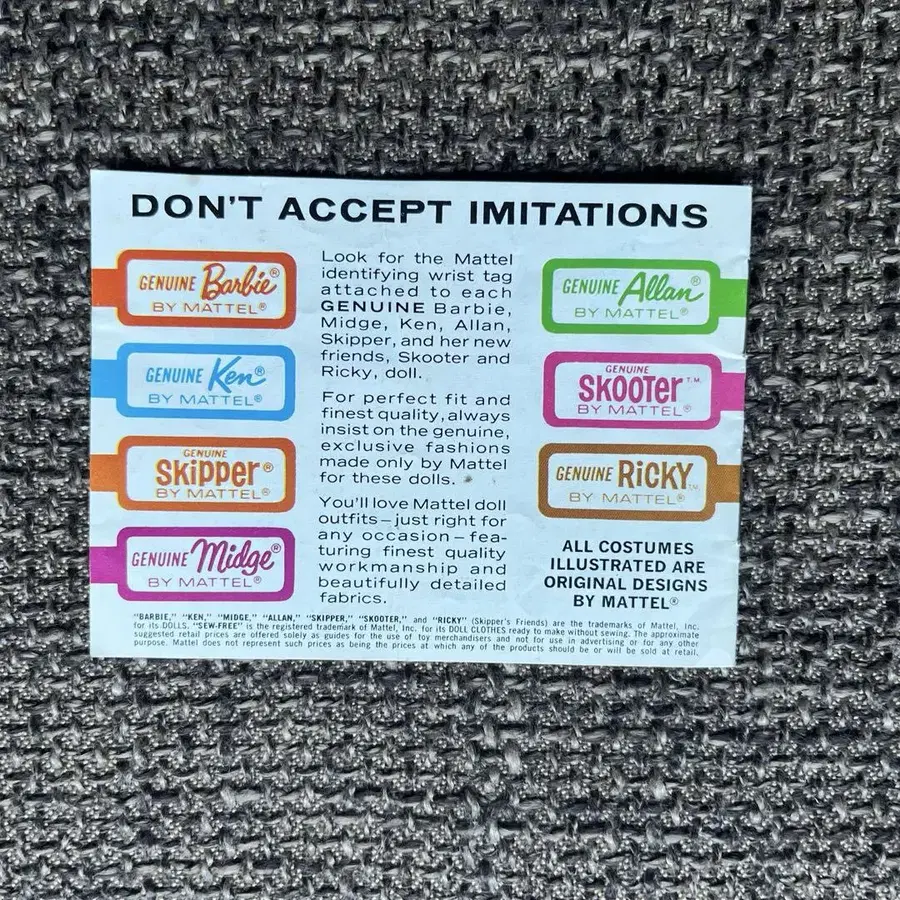 DON'T ACCEPT IMITATIONS
GENUINE Barbie®
BY MATTEL®
GENUINE Ken®
BY MATTEL®
GENUINE
Skipper®
BY MATTEL®
GENUINE Midge®
BY MATTEL®
Look for the Mattel
identifying wrist tag
attached to each
GENUINE Barbie,
Midge, Ken, Allan,
Skipper, and her new
friends, Skooter and
Ricky, doll.
For perfect fit and
finest quality, always
insist on the genuine,
exclusive fashions
made only by Mattel
for these dolls.
You'll love Mattel doll
outfits – just right for
any occasion – fea-
turing finest quality
workmanship and
beautifully detailed
fabrics.
GENUINE Allan®
BY MATTEL®
GENUINE
SKOOTER T.M.
BY MATTEL®
GENUINE RICKY T.M.
BY MATTEL®
ALL COSTUMES
ILLUSTRATED ARE
ORIGINAL DESIGNS
BY MATTEL®
"BARBIE," "KEN," "MIDGE," "ALLAN," "SKIPPER," "SKOOTER," and "RICKY" (Skipper's Friends) are the trademarks of Mattel, Inc.
for its DOLLS. "SEW-FREE" is the registered trademark of Mattel, Inc. for its DOLL CLOTHES ready to make without sewing. The approximate
suggested retail prices are offered solely as guides for the use of toy merchandisers and not for use in advertising or for any other
purpose. Mattel does not represent such prices as being the prices at which any of the products should be or will be sold at retail.